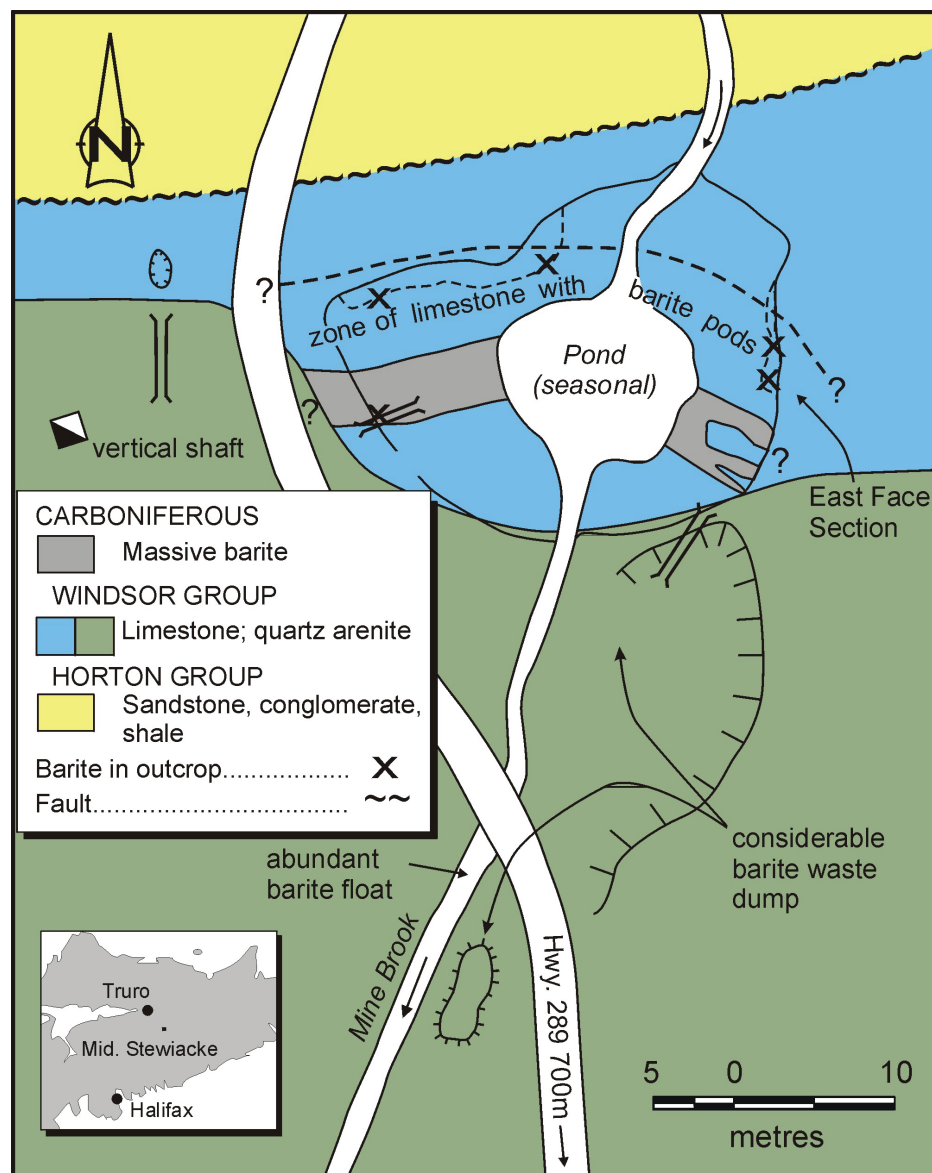 N
?
zone of limestone with
barite pods
Pond
(seasonal)
?
?
?
vertical shaft
East Face
Section
CARBONIFEROUS
Massive barite
WINDSOR GROUP
Limestone; quartz arenite
HORTON GROUP
Sandstone, conglomerate,
shale
Barite in outcrop................... X
Fault.................................. ~~
abundant
barite float
considerable
barite waste
dump
Mine Brook
Hwy. 289 700m
Truro
Mid. Stewiacke
Halifax
5 0 10
metres